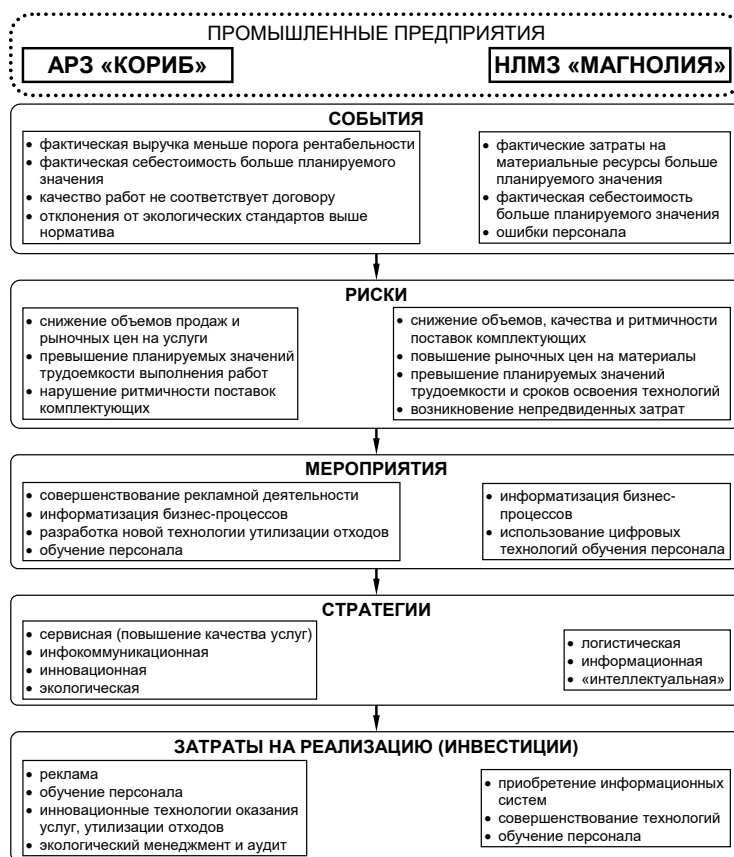 ПРОМЫШЛЕННЫЕ ПРЕДПРИЯТИЯ
АРЗ «КОРИБ»
НЛМЗ «МАГНОЛИЯ»
СОБЫТИЯ
• фактическая выручка меньше порога рентабельности
• фактическая себестоимость больше планируемого
значения
• качество работ не соответствует договору
• отклонения от экологических стандартов выше
норматива
• фактические затраты на
материальные ресурсы больше
планируемого значения
• фактическая себестоимость
больше планируемого значения
• ошибки персонала
РИСКИ
• снижение объемов продаж и
рыночных цен на услуги
• превышение планируемых значений
трудоемкости выполнения работ
• нарушение ритмичности поставок
комплектующих
• снижение объемов, качества и ритмичности
поставок комплектующих
• повышение рыночных цен на материалы
• превышение планируемых значений
трудоемкости и сроков освоения технологий
• возникновение непредвиденных затрат
МЕРОПРИЯТИЯ
• совершенствование рекламной деятельности
• информатизация бизнес-процессов
• разработка новой технологии утилизации отходов
• обучение персонала
• информатизация бизнес-
процессов
• использование цифровых
технологий обучения персонала
СТРАТЕГИИ
• сервисная (повышение качества услуг)
• инфокоммуникационная
• инновационная
• экологическая
• логистическая
• информационная
• «интеллектуальная»
ЗАТРАТЫ НА РЕАЛИЗАЦИЮ (ИНВЕСТИЦИИ)
• реклама
• обучение персонала
• инновационные технологии оказания
услуг, утилизации отходов
• экологический менеджмент и аудит
• приобретение информационных
систем
• совершенствование технологий
• обучение персонала